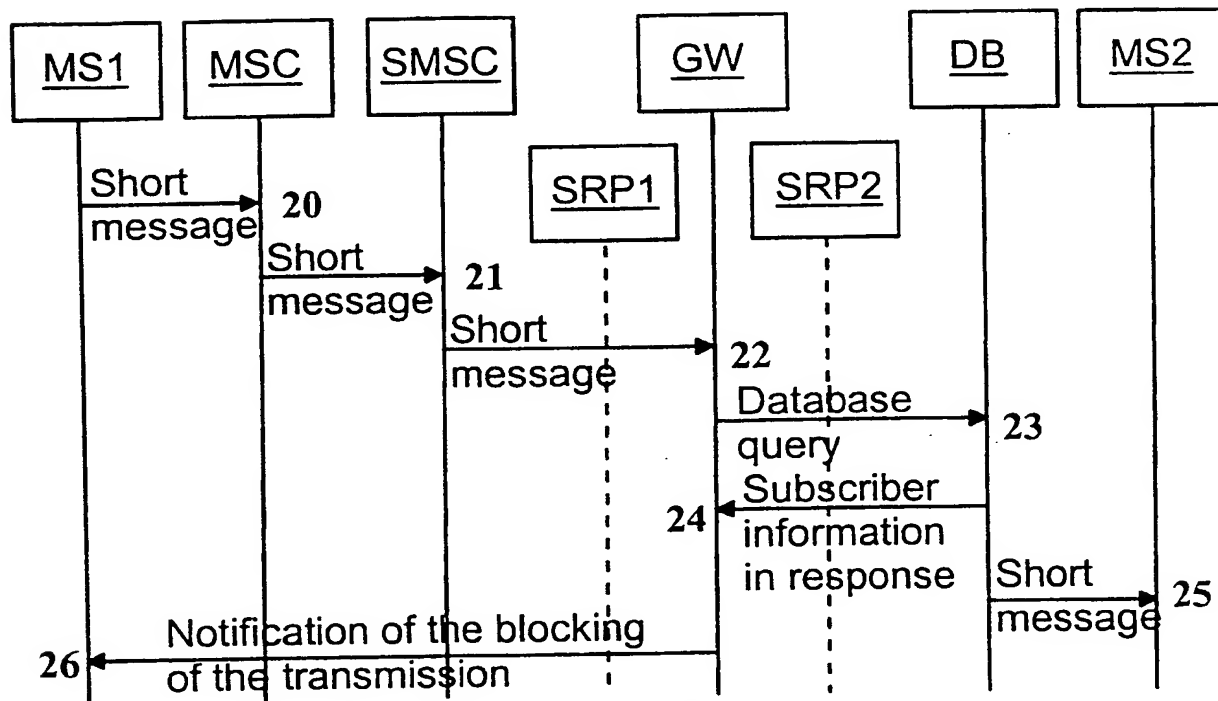 MS1 MSC SMSC GW DB MS2
SRP1 SRP2
Short
message 20
Short
message 21
Short
message 22
Database
query 23
Subscriber
information
in response 24
Short
message 25
Notification of the blocking
of the transmission 26